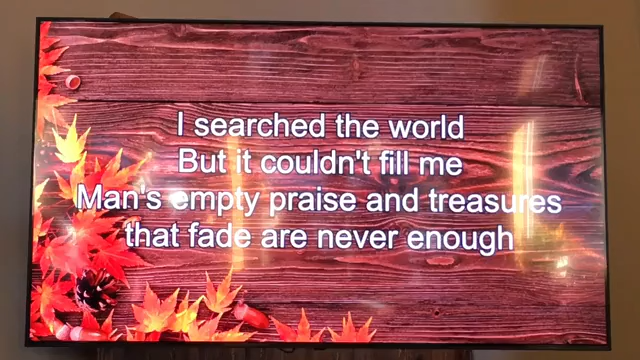 I searched the world
But it couldn't fill me
Man's empty praise and treasures
that fade are never enough